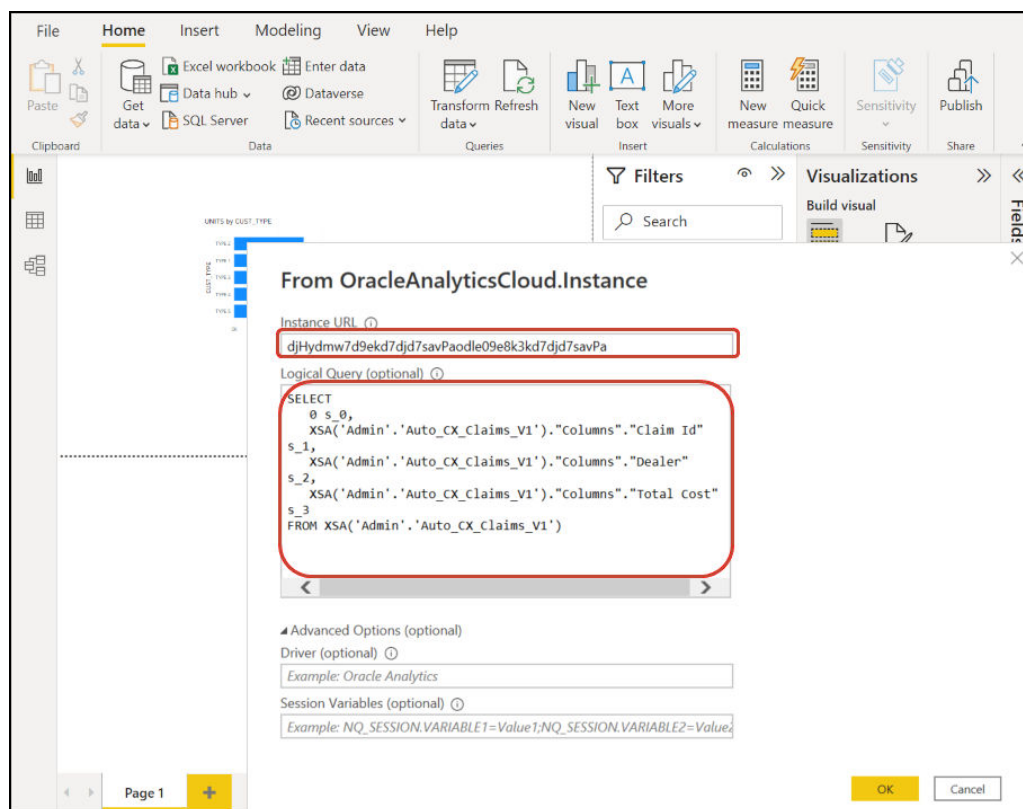 File Home Insert Modeling View Help
Paste
Get data
Excel workbook
Data hub
SQL Server
Enter data
Dataverse
Recent sources
Transform data
Refresh
New visual
Text box
More visuals
New measure
Quick measure
Sensitivity
Publish
Clipboard Data Queries Insert Calculations Sensitivity Share
Filters
Search
Visualizations
Build visual
Fields
UNITS by CUST_TYPE
CUST_TYPE
From OracleAnalyticsCloud.Instance
Instance URL
djHydmw7d9ekd7djd7savPaodle09e8k3kd7djd7savPa
Logical Query (optional)
SELECT
0 s_0,
XSA('Admin'.'Auto_CX_Claims_V1')."Columns"."Claim Id"
s_1,
XSA('Admin'.'Auto_CX_Claims_V1')."Columns"."Dealer"
s_2,
XSA('Admin'.'Auto_CX_Claims_V1')."Columns"."Total Cost"
s_3
FROM XSA('Admin'.'Auto_CX_Claims_V1')
Advanced Options (optional)
Driver (optional)
Example: Oracle Analytics
Session Variables (optional)
Example: NQ_SESSION.VARIABLE1=Value1;NQ_SESSION.VARIABLE2=Value2
OK Cancel
Page 1